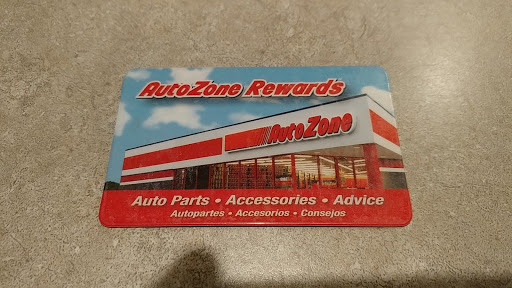 AutoZone Rewards
AutoZone
Auto Parts • Accessories • Advice
Autopartes • Accesorios • Consejos